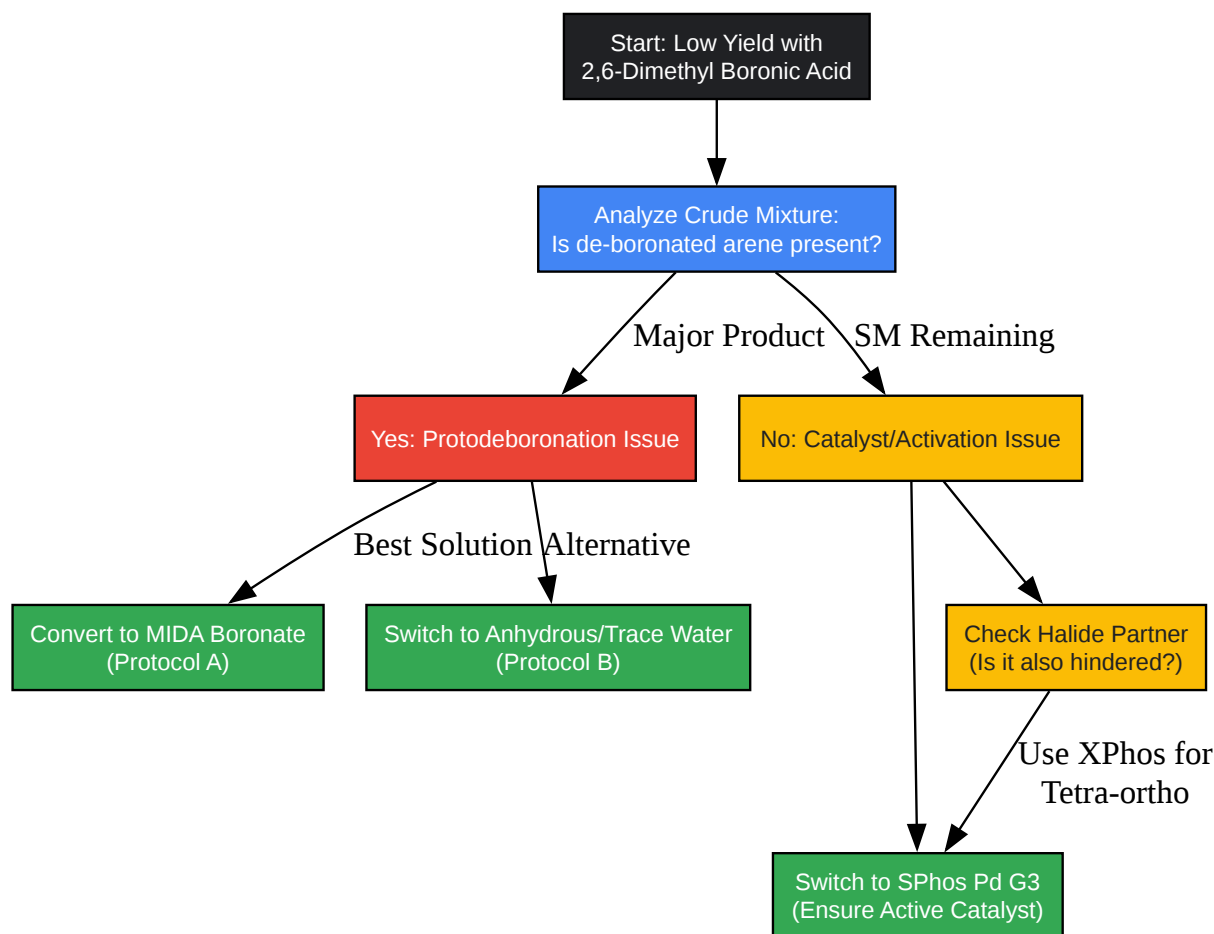 Start: Low Yield with
2,6-Dimethyl Boronic Acid
Analyze Crude Mixture:
Is de-boronated arene present?
Major Product
SM Remaining
Yes: Protodeboronation Issue
No: Catalyst/Activation Issue
Best Solution
Alternative
Convert to MIDA Boronate
(Protocol A)
Switch to Anhydrous/Trace Water
(Protocol B)
Check Halide Partner
(Is it also hindered?)
Use XPhos for
Tetra-ortho
Switch to SPhos Pd G3
(Ensure Active Catalyst)